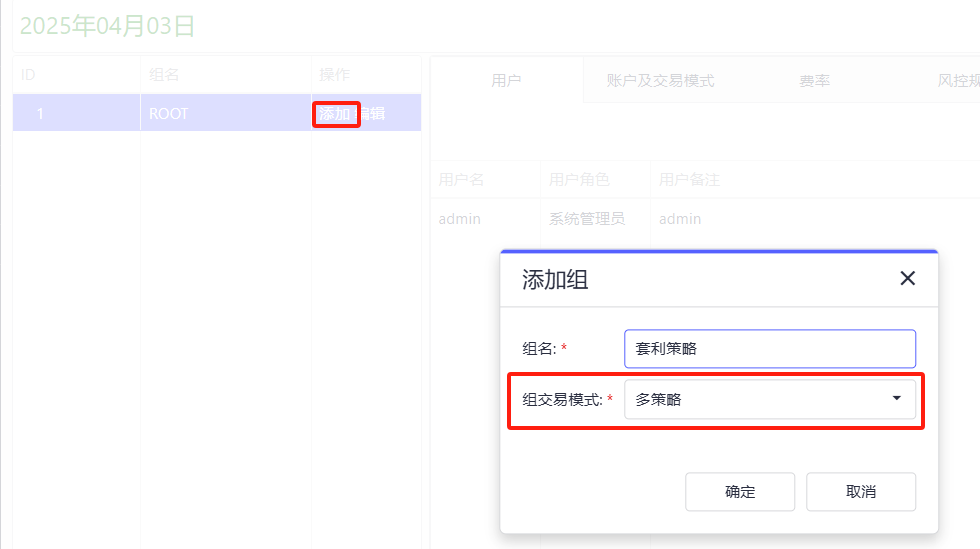 2025年04月03日
ID 组名 操作
1 ROOT 添加 编辑
用户 账户及交易模式 费率 风控规
用户名 用户角色 用户备注
admin 系统管理员 admin
添加组
组名: * 套利策略
组交易模式: * 多策略
确定 取消